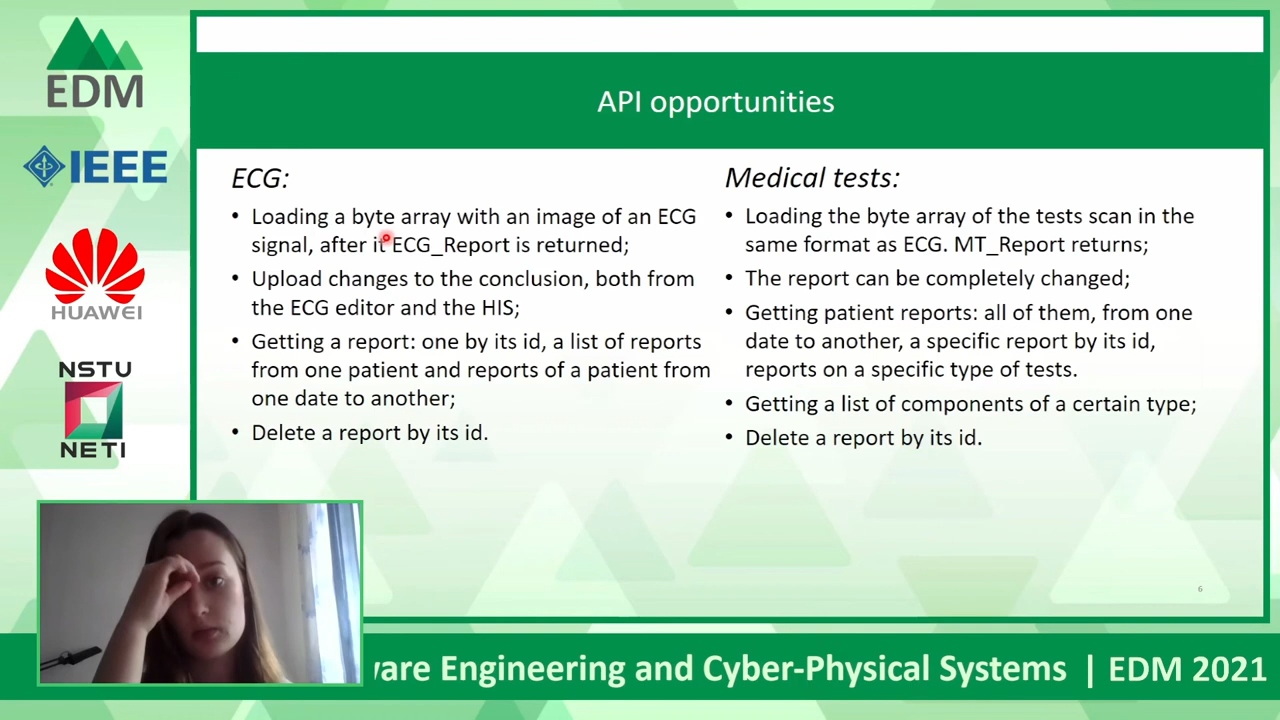 EDM
IEEE
HUAWEI
NSTU
NETI
API opportunities
ECG:
• Loading a byte array with an image of an ECG
signal, after it ECG_Report is returned;
• Upload changes to the conclusion, both from
the ECG editor and the HIS;
• Getting a report: one by its id, a list of reports
from one patient and reports of a patient from
one date to another;
• Delete a report by its id.
Medical tests:
• Loading the byte array of the tests scan in the
same format as ECG. MT_Report returns;
• The report can be completely changed;
• Getting patient reports: all of them, from one
date to another, a specific report by its id,
reports on a specific type of tests.
• Getting a list of components of a certain type;
• Delete a report by its id.
6
ware Engineering and Cyber-Physical Systems | EDM 2021